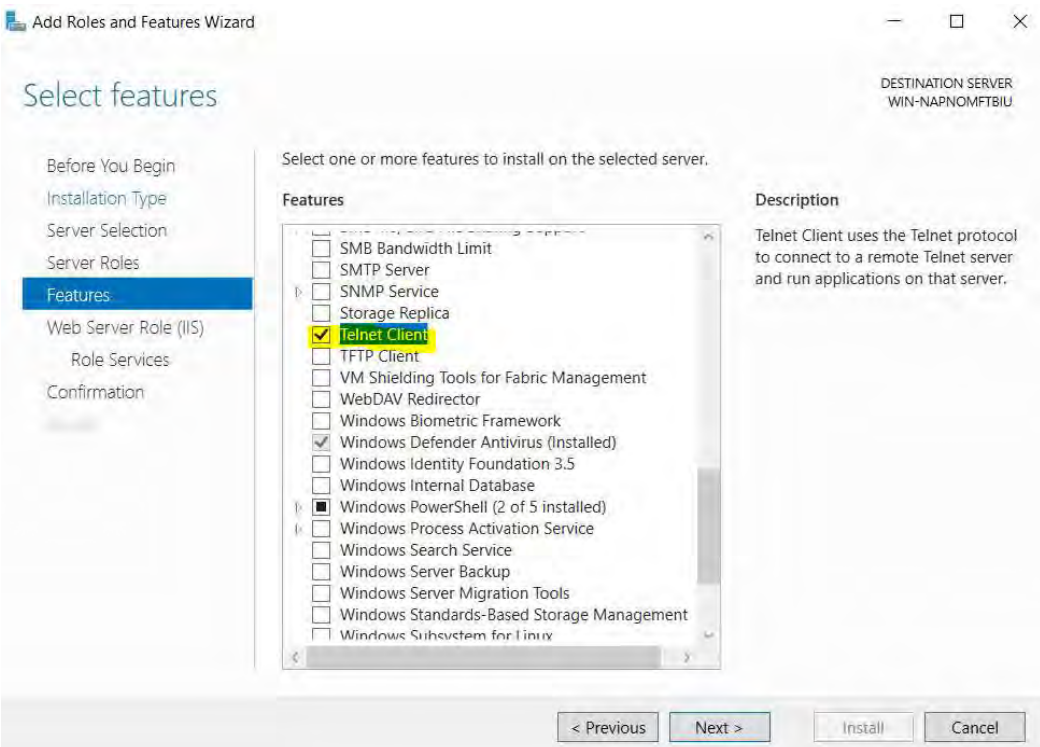 Add Roles and Features Wizard
Select features
DESTINATION SERVER
WIN-NAPNOMFTBIU
Before You Begin
Installation Type
Server Selection
Server Roles
Features
Web Server Role (IIS)
Role Services
Confirmation
Select one or more features to install on the selected server.
Features
SMB Bandwidth Limit
SMTP Server
SNMP Service
Storage Replica
Telnet Client
TFTP Client
VM Shielding Tools for Fabric Management
WebDAV Redirector
Windows Biometric Framework
Windows Defender Antivirus (Installed)
Windows Identity Foundation 3.5
Windows Internal Database
Windows PowerShell (2 of 5 installed)
Windows Process Activation Service
Windows Search Service
Windows Server Backup
Windows Server Migration Tools
Windows Standards-Based Storage Management
Windows Subsystem for Linux
Description
Telnet Client uses the Telnet protocol
to connect to a remote Telnet server
and run applications on that server.
< Previous
Next >
Install
Cancel